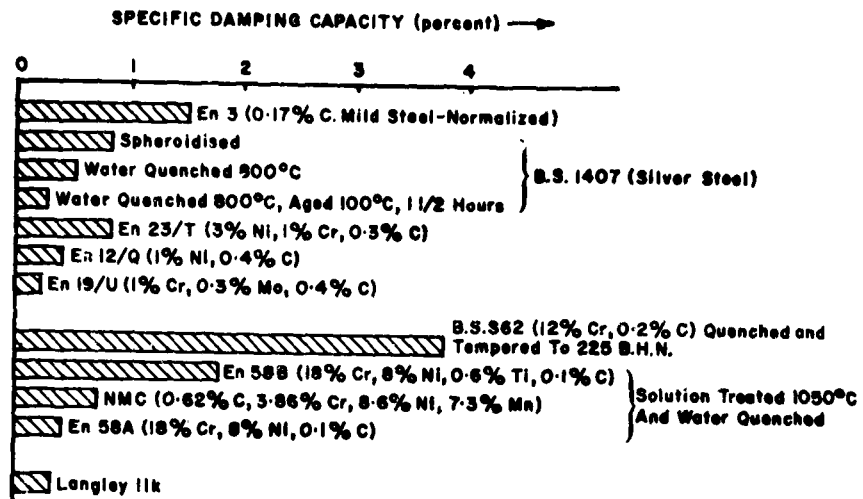 SPECIFIC DAMPING CAPACITY (percent)
0 1 2 3 4
En 3 (0·17% C. Mild Steel-Normalized)
Spheroidised
Water Quenched 800°C
Water Quenched 800°C, Aged 100°C, 1 1/2 Hours
B.S. 1407 (Silver Steel)
En 23/T (3% Ni, 1% Cr, 0·3% C)
En 12/Q (1% Ni, 0·4% C)
En 19/U (1% Cr, 0·3% Mo, 0·4% C)
B.S.S62 (12% Cr, 0·2% C) Quenched and
Tempered To 225 B.H.N.
En 58B (18% Cr, 8% Ni, 0·6% Ti, 0·1% C)
NMC (0·62% C, 3·86% Cr, 8·6% Ni, 7·3% Mn)
En 58A (18% Cr, 8% Ni, 0·1% C)
Solution Treated 1050°C
And Water Quenched
Langley 11k